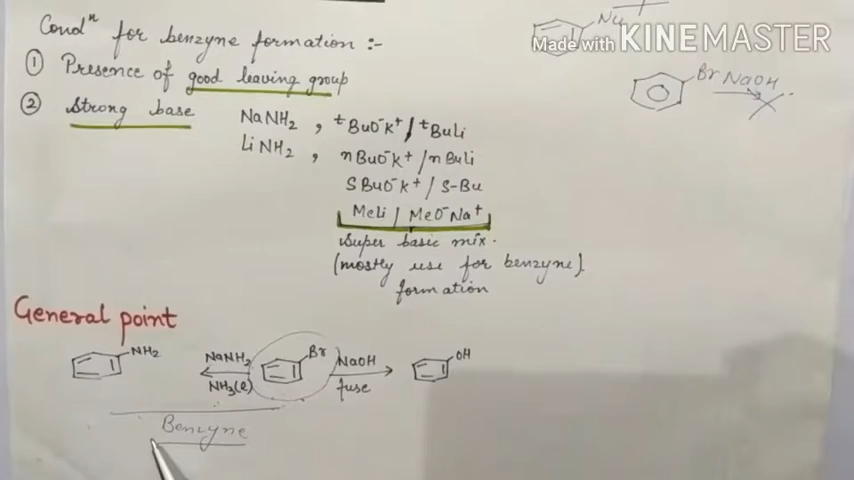 Condⁿ for benzyne formation :-
① Presence of good leaving group
② Strong base
NaNH₂ , ᵗBuO⁻K⁺ / ᵗBuLi
LiNH₂ , nBuO⁻K⁺ / nBuLi
SBuO⁻K⁺ / S-Bu
MeLi / MeO⁻Na⁺
Super basic mix.
(mostly use for benzyne)
formation
Nu
Made with KINEMASTER
Br NaOH
General point
NH₂ NaNH₂ NH₃(l) Br NaOH fuse OH
Benzyne